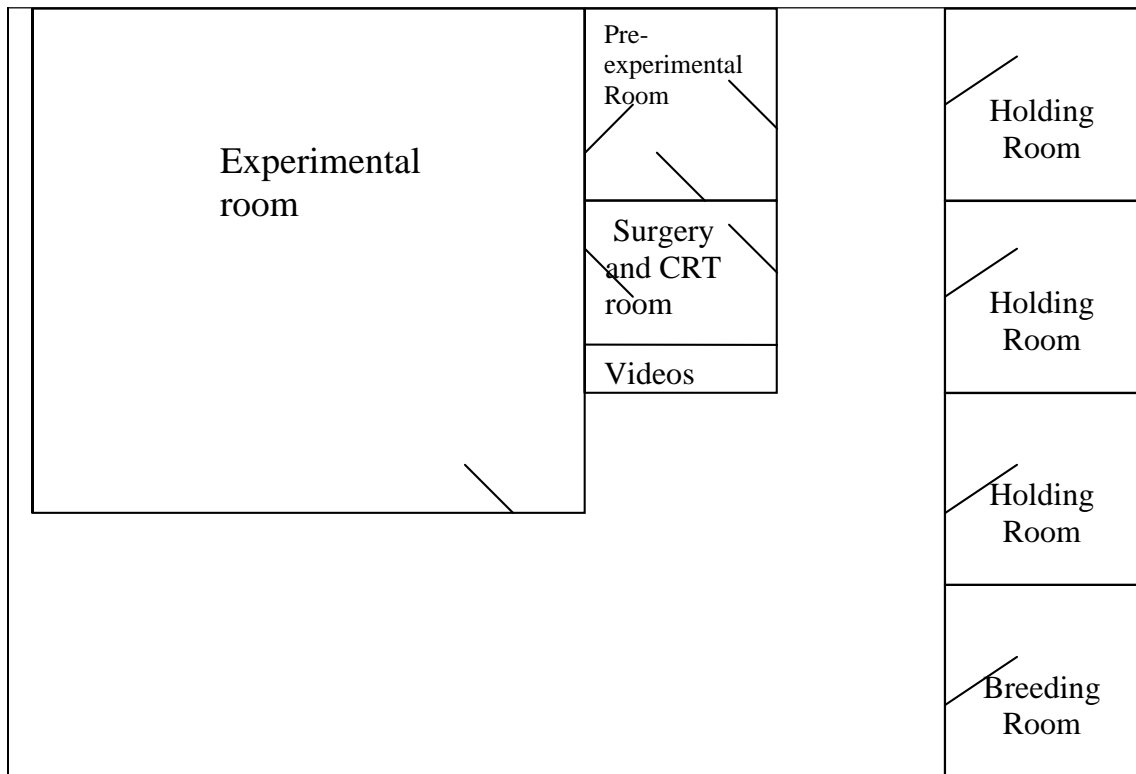 Pre-
experimental
Room
Experimental
room
Surgery
and CRT
room
Videos
Holding
Room
Holding
Room
Holding
Room
Breeding
Room